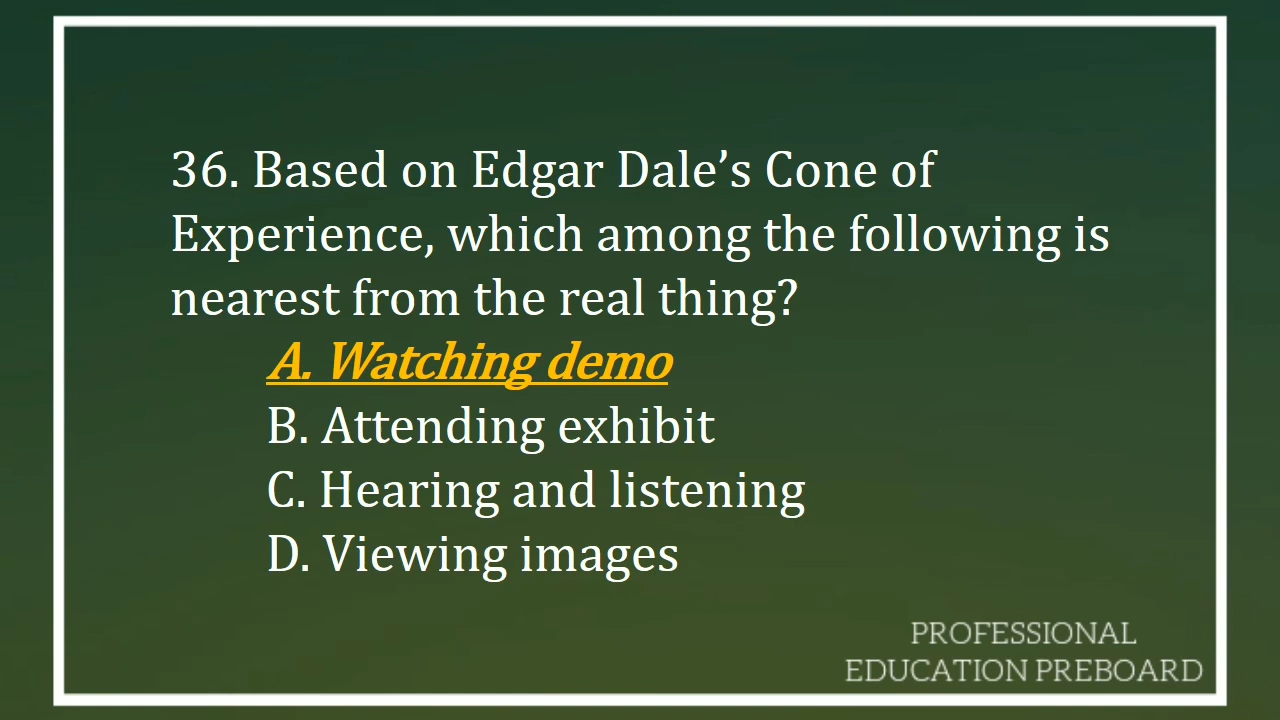 36. Based on Edgar Dale’s Cone of
Experience, which among the following is
nearest from the real thing?
A. Watching demo
B. Attending exhibit
C. Hearing and listening
D. Viewing images
PROFESSIONAL
EDUCATION PREBOARD